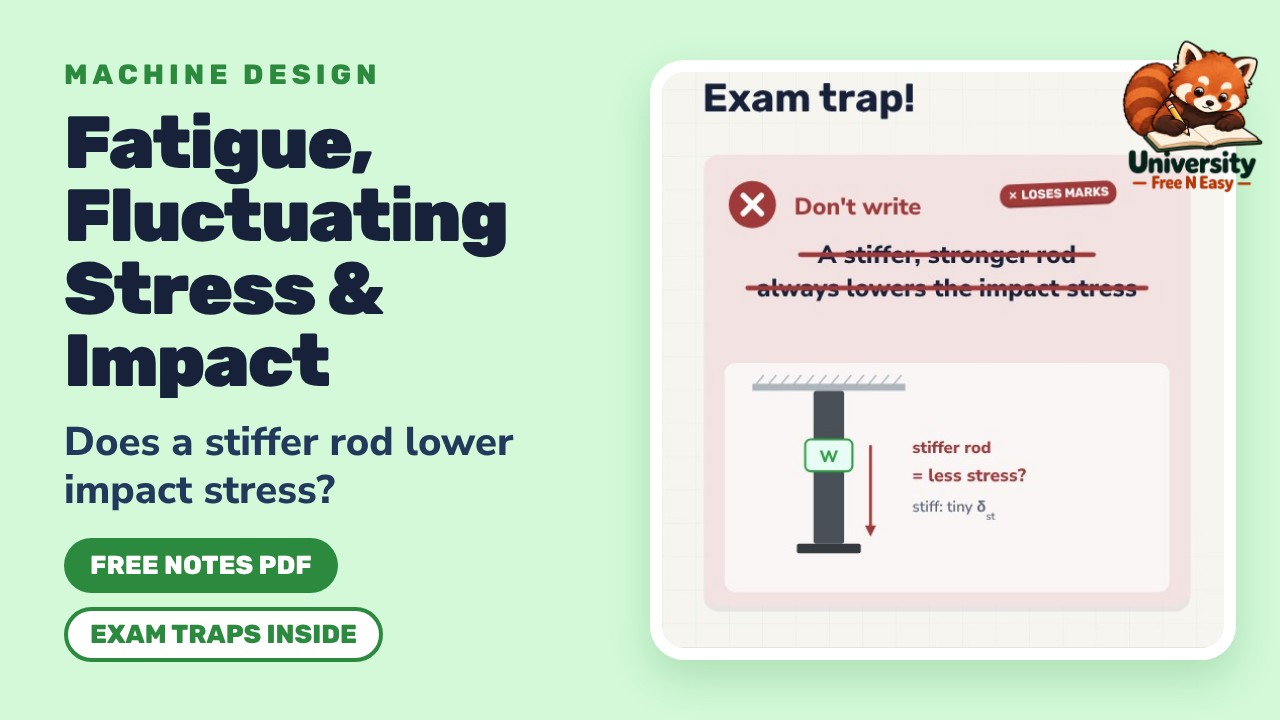 MACHINE DESIGN
Fatigue,
Fluctuating
Stress &
Impact
Does a stiffer rod lower
impact stress?
FREE NOTES PDF
EXAM TRAPS INSIDE
Exam trap!
University
Free N Easy
× LOSES MARKS
Don't write
A stiffer, stronger rod
always lowers the impact stress
W
stiffer rod
= less stress?
stiff: tiny δst